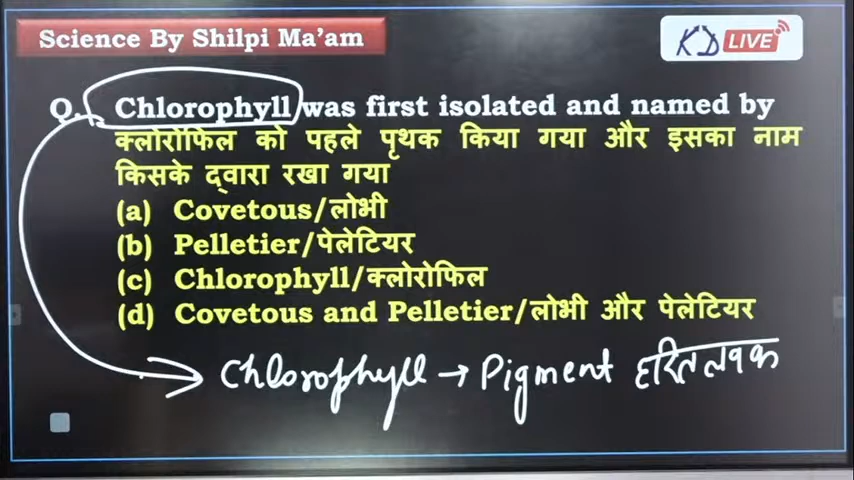 Science By Shilpi Ma'am
KD LIVE
Q. Chlorophyll was first isolated and named by
क्लोरोफिल को पहले पृथक किया गया और इसका नाम
किसके द्वारा रखा गया
(a) Covetous/लोभी
(b) Pelletier/पेलेटियर
(c) Chlorophyll/क्लोरोफिल
(d) Covetous and Pelletier/लोभी और पेलेटियर
Chlorophyll → Pigment हरित लवक